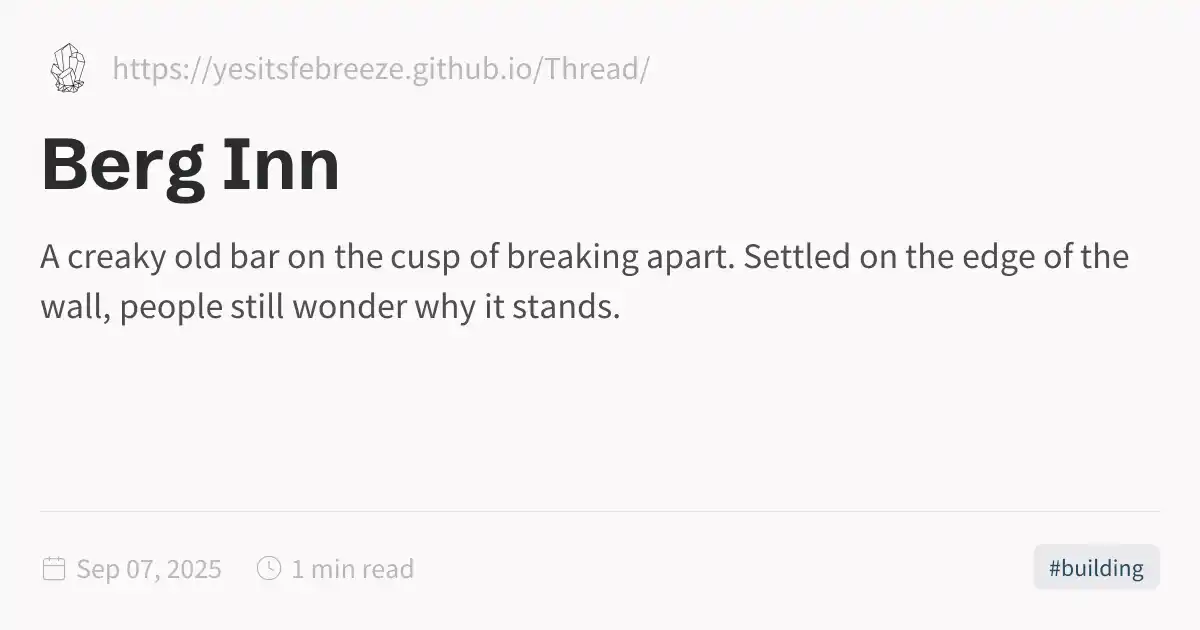 https://yesitsfebreeze.github.io/Thread/
Berg Inn
A creaky old bar on the cusp of breaking apart. Settled on the edge of the
wall, people still wonder why it stands.
Sep 07, 2025 1 min read #building